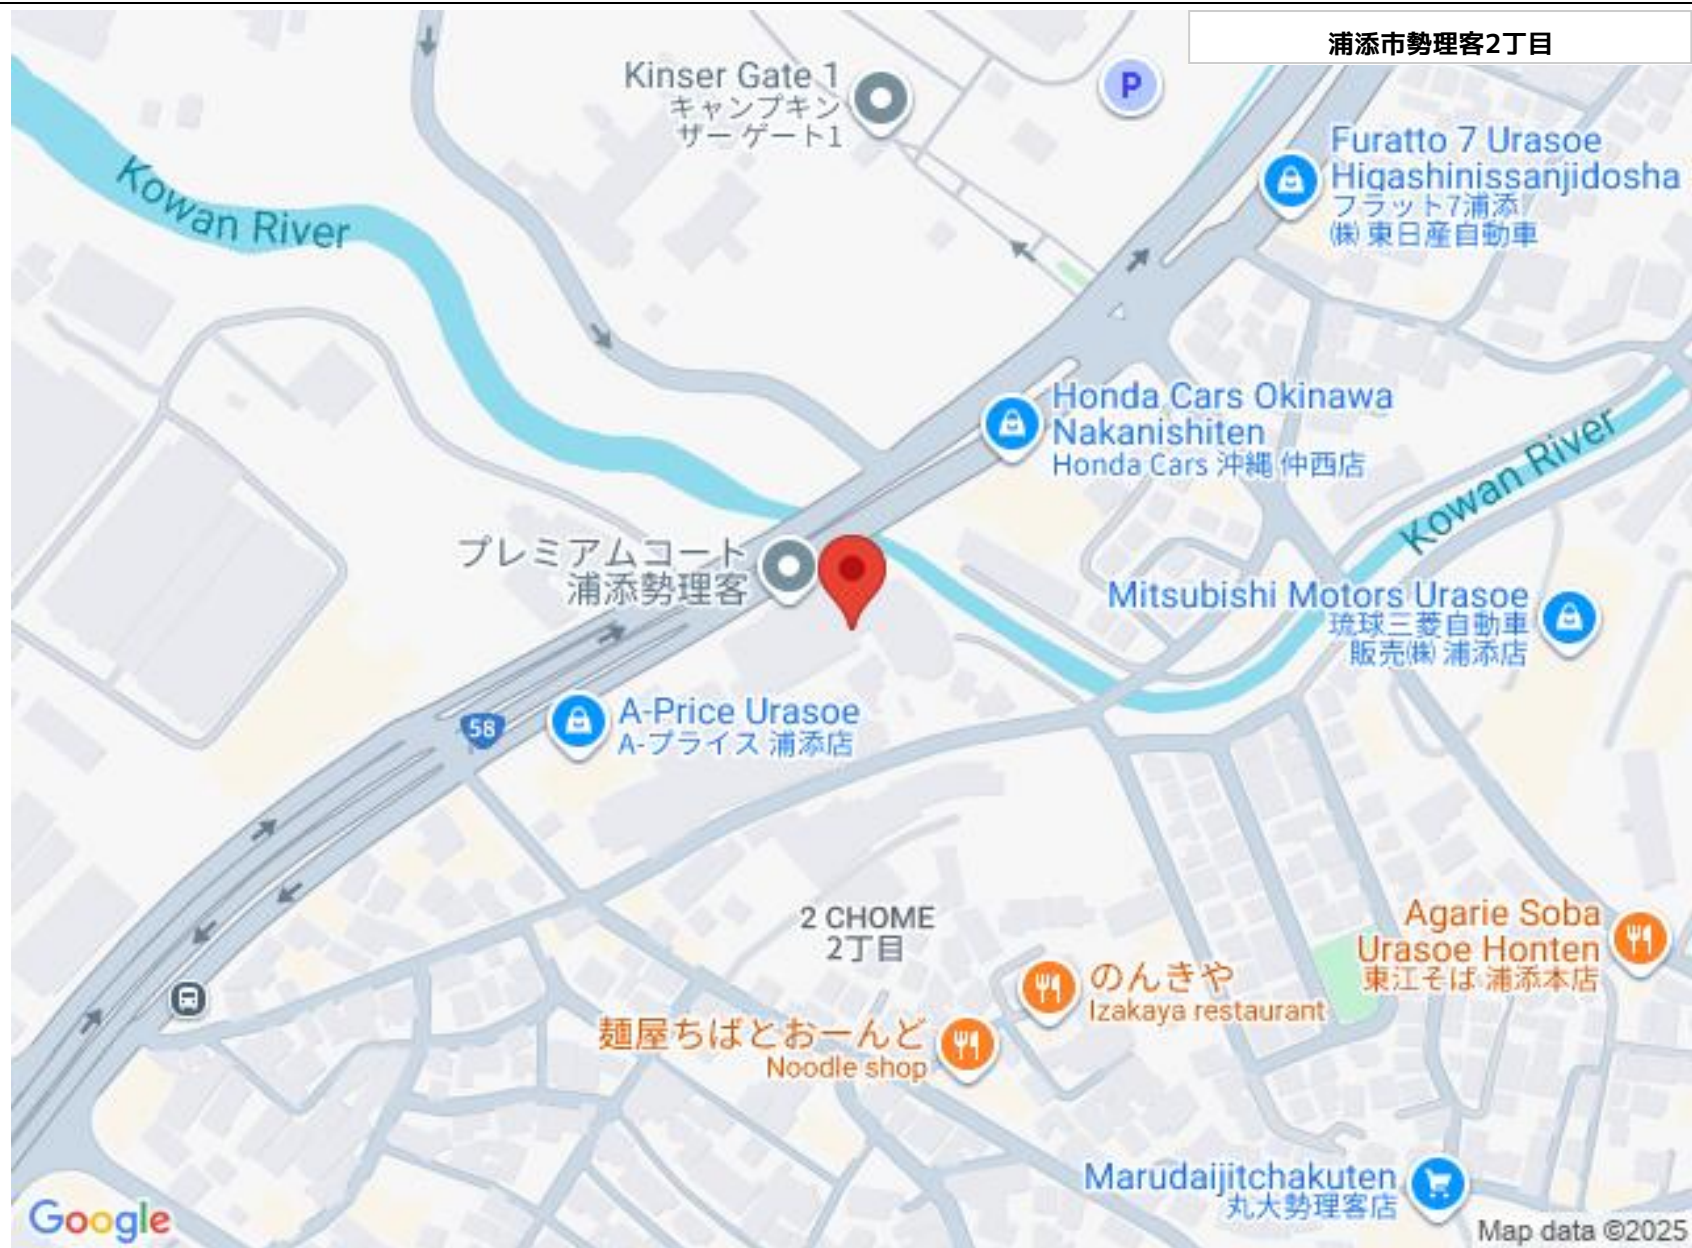 浦添市勢理客2丁目
Kinser Gate 1
キャンプキン
ザー ゲート1
P
Furatto 7 Urasoe
Higashinissanjidosha
フラット7浦添
㈱東日産自動車
Kowan River
Honda Cars Okinawa
Nakanishiten
Honda Cars 沖縄 仲西店
Kowan River
プレミアムコート
浦添勢理客
Mitsubishi Motors Urasoe
琉球三菱自動車
販売㈱ 浦添店
58
A-Price Urasoe
A-プライス 浦添店
2 CHOME
2丁目
Agarie Soba
Urasoe Honten
東江そば 浦添本店
のんきや
Izakaya restaurant
麺屋ちばとおーんど
Noodle shop
Marudaijitchakuten
丸大勢理客店
Google
Map data ©2025